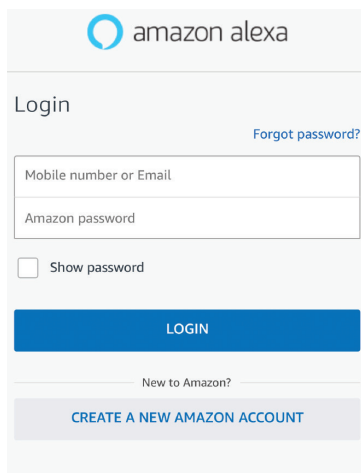 amazon alexa
Login
Forgot password?
Mobile number or Email
Amazon password
Show password
LOGIN
New to Amazon?
CREATE A NEW AMAZON ACCOUNT